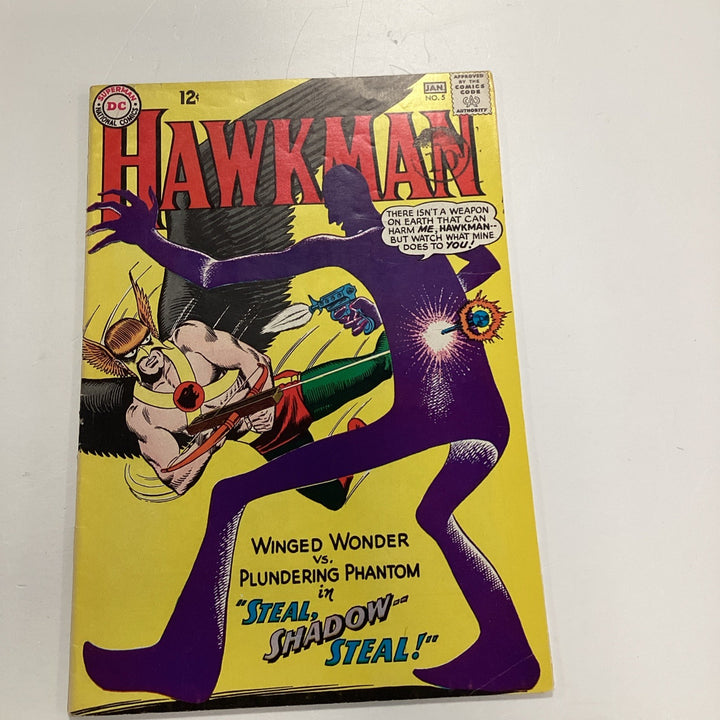 SUPERMAN
DC
NATIONAL COMICS
12¢
JAN.
NO. 5
APPROVED
BY THE
COMICS
CODE
AUTHORITY
HAWKMAN
THERE ISN'T A WEAPON
ON EARTH THAT CAN
HARM ME, HAWKMAN--
BUT WATCH WHAT MINE
DOES TO YOU!
WINGED WONDER
VS.
PLUNDERING PHANTOM
in
"STEAL,
SHADOW--
STEAL!"